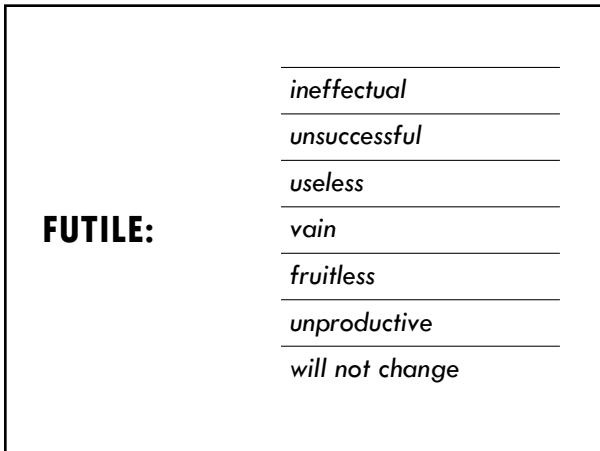 FUTILE:
ineffectual
unsuccessful
useless
vain
fruitless
unproductive
will not change